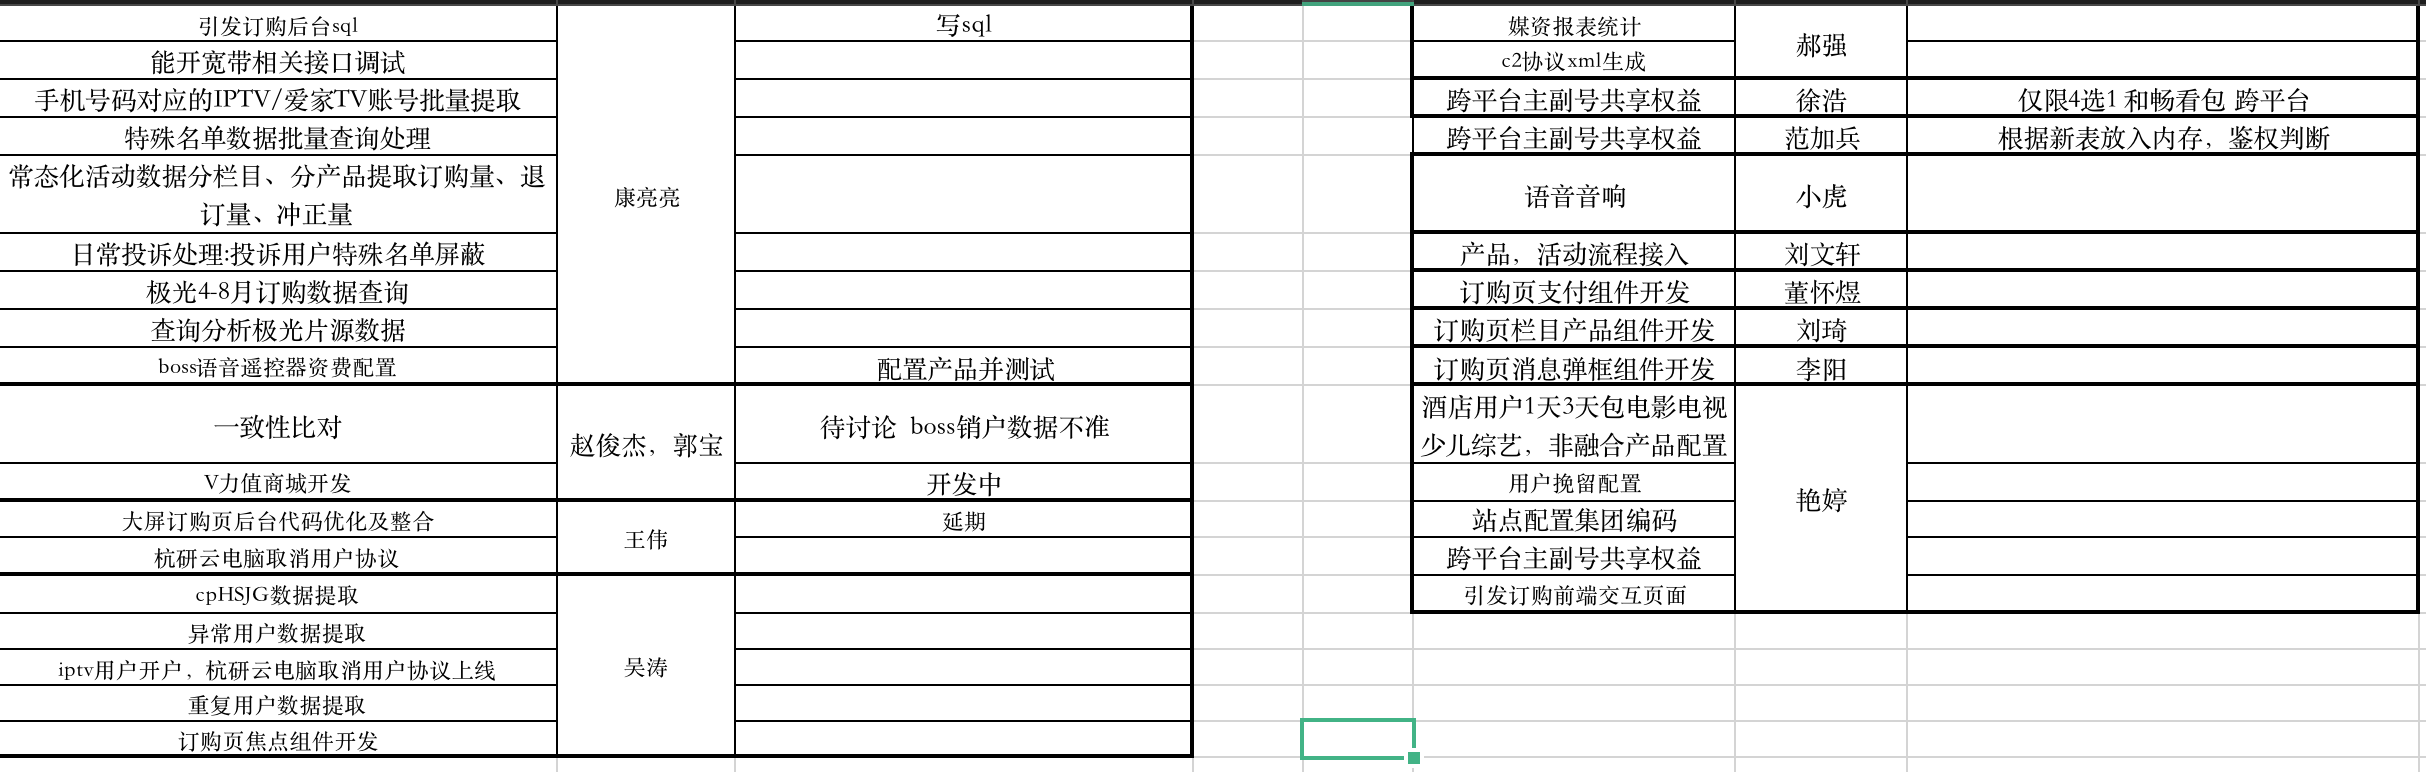 引发订购后台sql
康亮亮
写sql
能开宽带相关接口调试
手机号码对应的IPTV/爱家TV账号批量提取
特殊名单数据批量查询处理
常态化活动数据分栏目、分产品提取订购量、退
订量、冲正量
日常投诉处理:投诉用户特殊名单屏蔽
极光4-8月订购数据查询
查询分析极光片源数据
boss语音遥控器资费配置
配置产品并测试
一致性比对
赵俊杰，郭宝
待讨论 boss销户数据不准
V力值商城开发
开发中
大屏订购页后台代码优化及整合
王伟
延期
杭研云电脑取消用户协议
cpHSJG数据提取
吴涛
异常用户数据提取
iptv用户开户，杭研云电脑取消用户协议上线
重复用户数据提取
订购页焦点组件开发
媒资报表统计
郝强
c2协议xml生成
跨平台主副号共享权益
徐浩
仅限4选1 和畅看包 跨平台
跨平台主副号共享权益
范加兵
根据新表放入内存，鉴权判断
语音音响
小虎
产品，活动流程接入
刘文轩
订购页支付组件开发
董怀煜
订购页栏目产品组件开发
刘琦
订购页消息弹框组件开发
李阳
酒店用户1天3天包电影电视
少儿综艺，非融合产品配置
艳婷
用户挽留配置
站点配置集团编码
跨平台主副号共享权益
引发订购前端交互页面